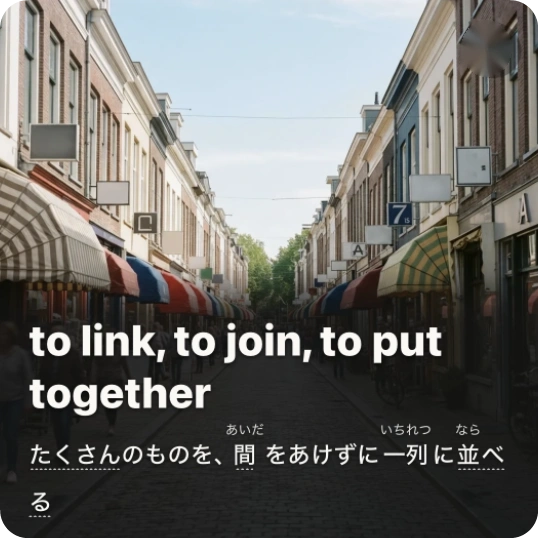 7
A
A
to link, to join, to put
together
あいだ いちれつ なら
たくさんのものを、間をあけずに一列に並べ
る